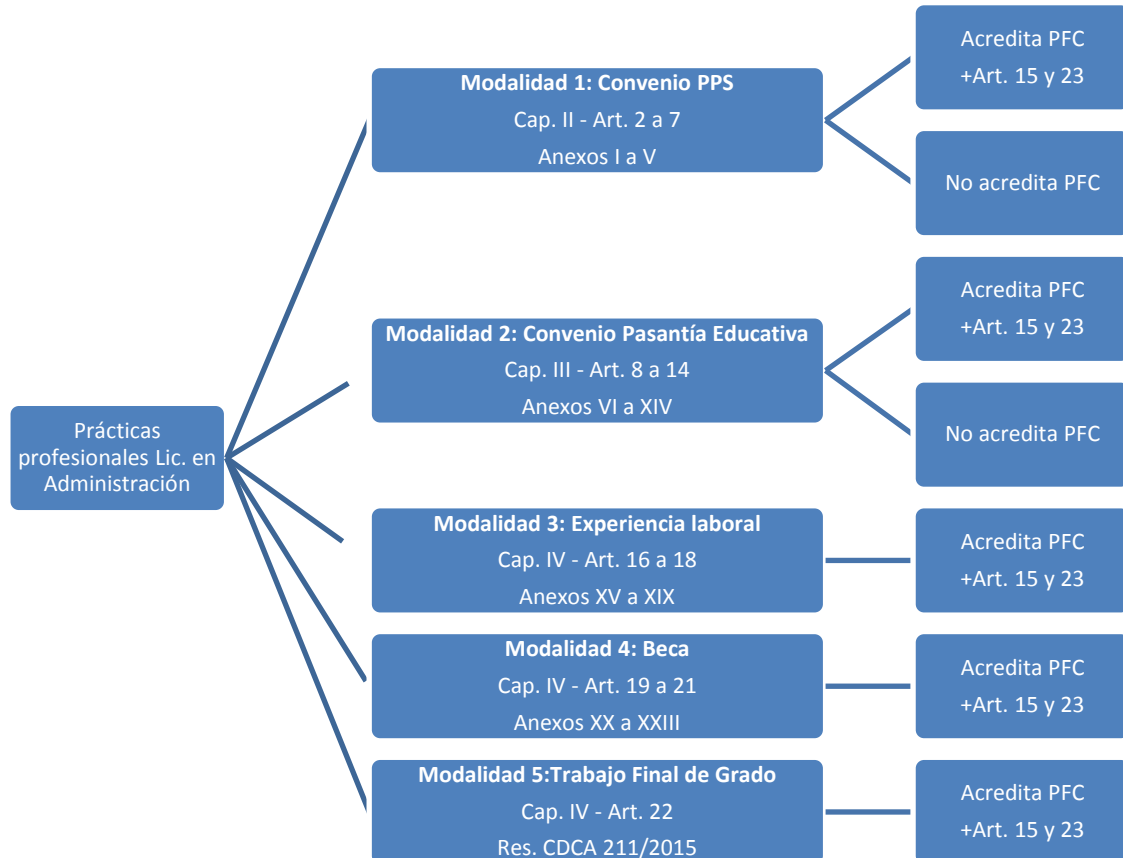 Prácticas
profesionales Lic. en
Administración
Modalidad 1: Convenio PPS
Cap. II - Art. 2 a 7
Anexos I a V
Acredita PFC
+Art. 15 y 23
No acredita PFC
Modalidad 2: Convenio Pasantía Educativa
Cap. III - Art. 8 a 14
Anexos VI a XIV
Acredita PFC
+Art. 15 y 23
No acredita PFC
Modalidad 3: Experiencia laboral
Cap. IV - Art. 16 a 18
Anexos XV a XIX
Acredita PFC
+Art. 15 y 23
Modalidad 4: Beca
Cap. IV - Art. 19 a 21
Anexos XX a XXIII
Acredita PFC
+Art. 15 y 23
Modalidad 5:Trabajo Final de Grado
Cap. IV - Art. 22
Res. CDCA 211/2015
Acredita PFC
+Art. 15 y 23